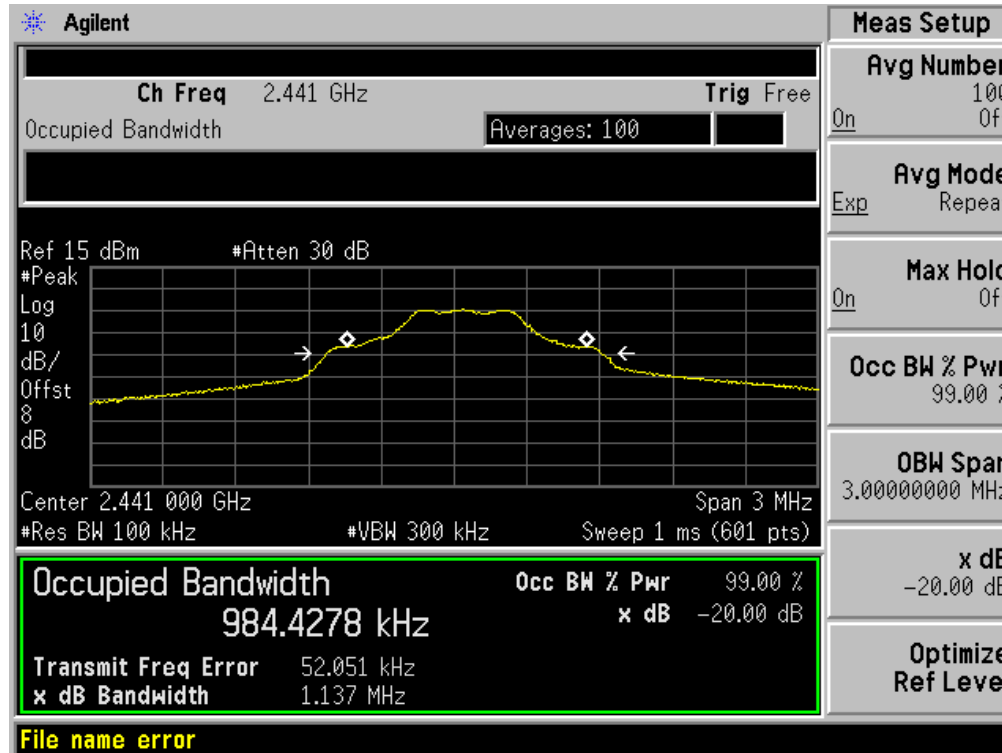 Agilent
Ch Freq 2.441 GHz Trig Free
Occupied Bandwidth Averages: 100
Ref 15 dBm #Atten 30 dB
#Peak
Log
10
dB/
Offst
8
dB
Center 2.441 000 GHz Span 3 MHz
#Res BW 100 kHz #VBW 300 kHz Sweep 1 ms (601 pts)
Occupied Bandwidth Occ BW % Pwr 99.00 %
984.4278 kHz x dB -20.00 dB
Transmit Freq Error 52.051 kHz
x dB Bandwidth 1.137 MHz
File name error
Meas Setup
Avg Number
100
On Of
Avg Mode
Exp Repea
Max Hold
On Of
Occ BW % Pwr
99.00 %
OBW Span
3.00000000 MHz
x dB
-20.00 dB
Optimize
Ref Leve